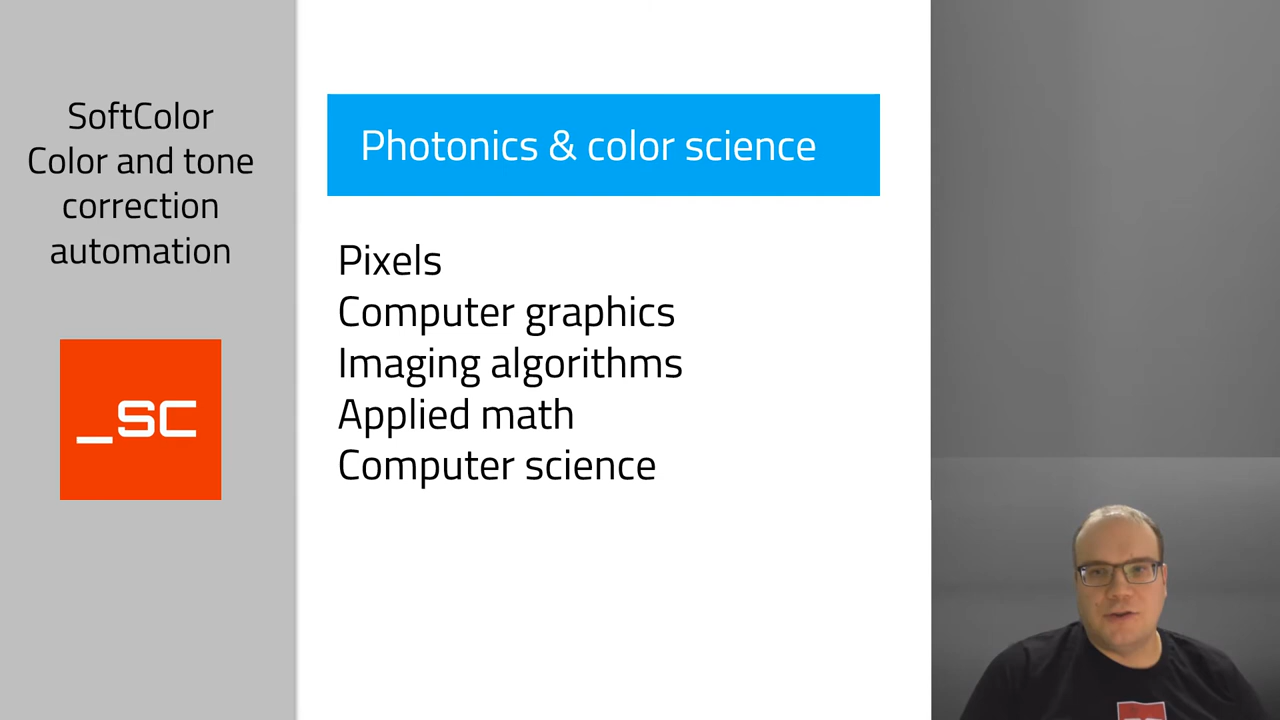 SoftColor
Color and tone
correction
automation
_SC
Photonics & color science
Pixels
Computer graphics
Imaging algorithms
Applied math
Computer science